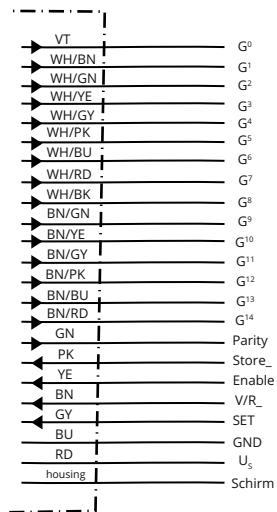 VT G⁰
WH/BN G¹
WH/GN G²
WH/YE G³
WH/GY G⁴
WH/PK G⁵
WH/BU G⁶
WH/RD G⁷
WH/BK G⁸
BN/GN G⁹
BN/YE G¹⁰
BN/GY G¹¹
BN/PK G¹²
BN/BU G¹³
BN/RD G¹⁴
GN Parity
PK Store_
YE Enable
BN V/R_
GY SET
BU GND
RD Uₛ
housing Schirm